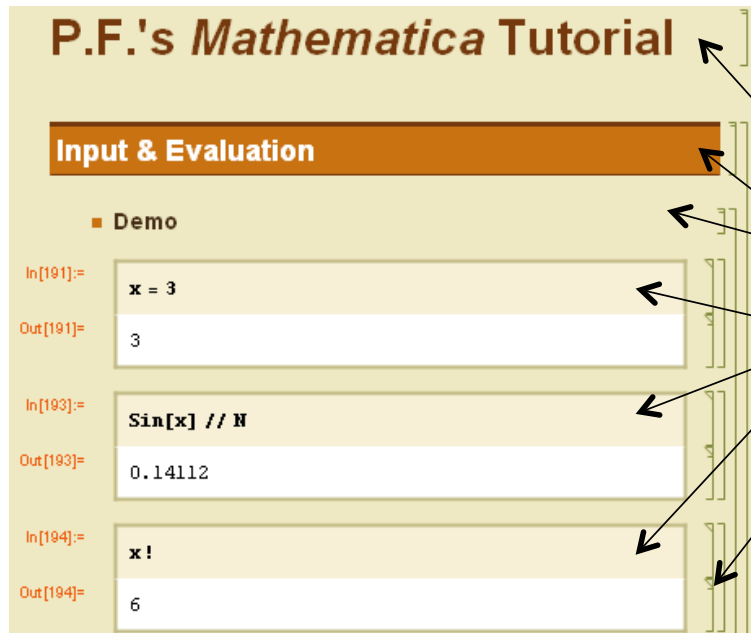 P.F.'s Mathematica Tutorial
Input & Evaluation
Demo
In[191]:=
x = 3
Out[191]=
3
In[193]:=
Sin[x] // N
Out[193]=
0.14112
In[194]:=
x!
Out[194]=
6